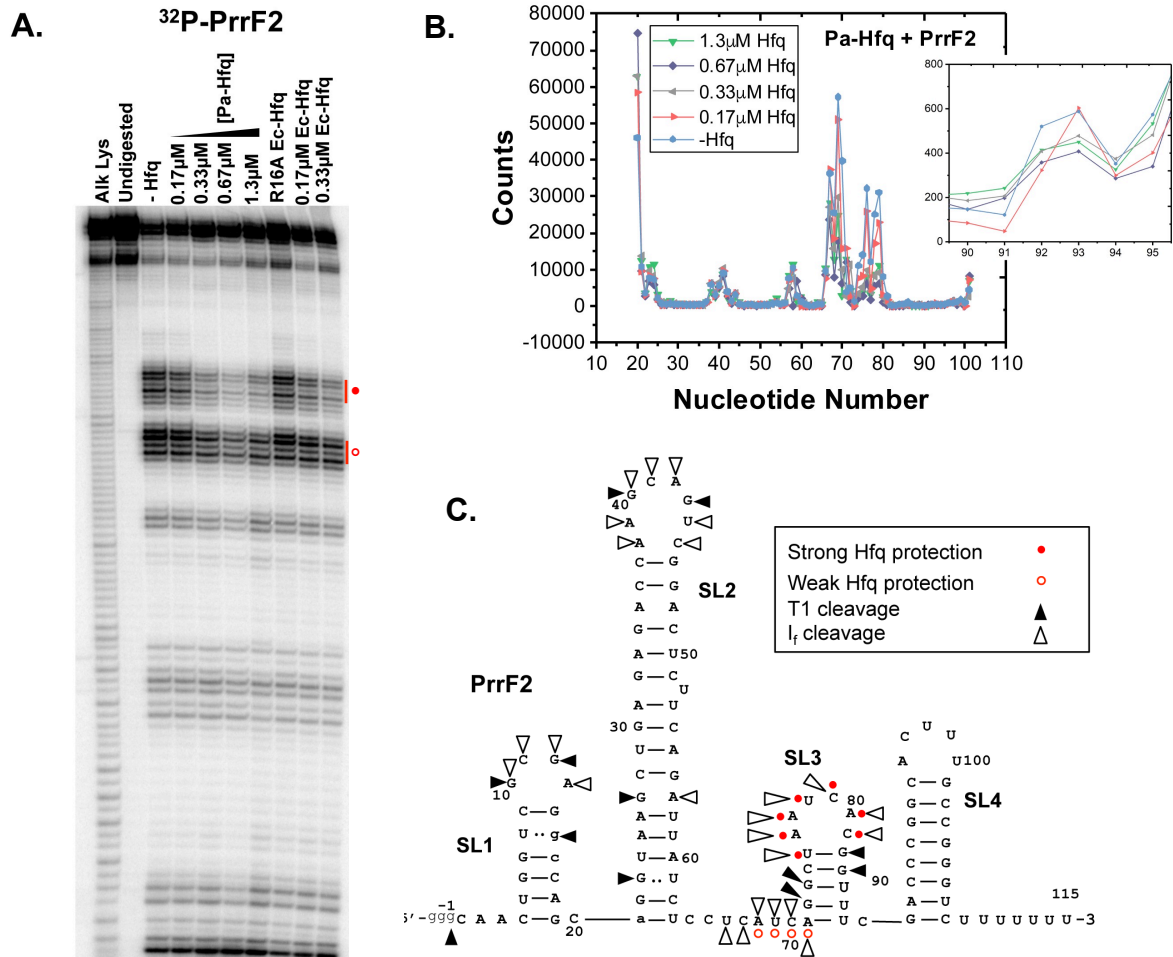 A.
³²P-PrrF2
Alk Lys
Undigested
- Hfq
0.17µM
0.33µM
0.67µM
1.3µM
[Pa-Hfq]
R16A Ec-Hfq
0.17µM Ec-Hfq
0.33µM Ec-Hfq
B.
Pa-Hfq + PrrF2
1.3µM Hfq
0.67µM Hfq
0.33µM Hfq
0.17µM Hfq
-Hfq
Counts
80000
70000
60000
50000
40000
30000
20000
10000
0
-10000
10 20 30 40 50 60 70 80 90 100 110
Nucleotide Number
800
600
400
200
0
90 91 92 93 94 95
C.
Strong Hfq protection
Weak Hfq protection
T1 cleavage
I_f cleavage
PrrF2
SL1
SL2
SL3
SL4
-1
10
20
30
40
50
60
70
80
90
100
115
C A A C
G C
U C C U C A U C A
U U C
C U U U U U U U -3